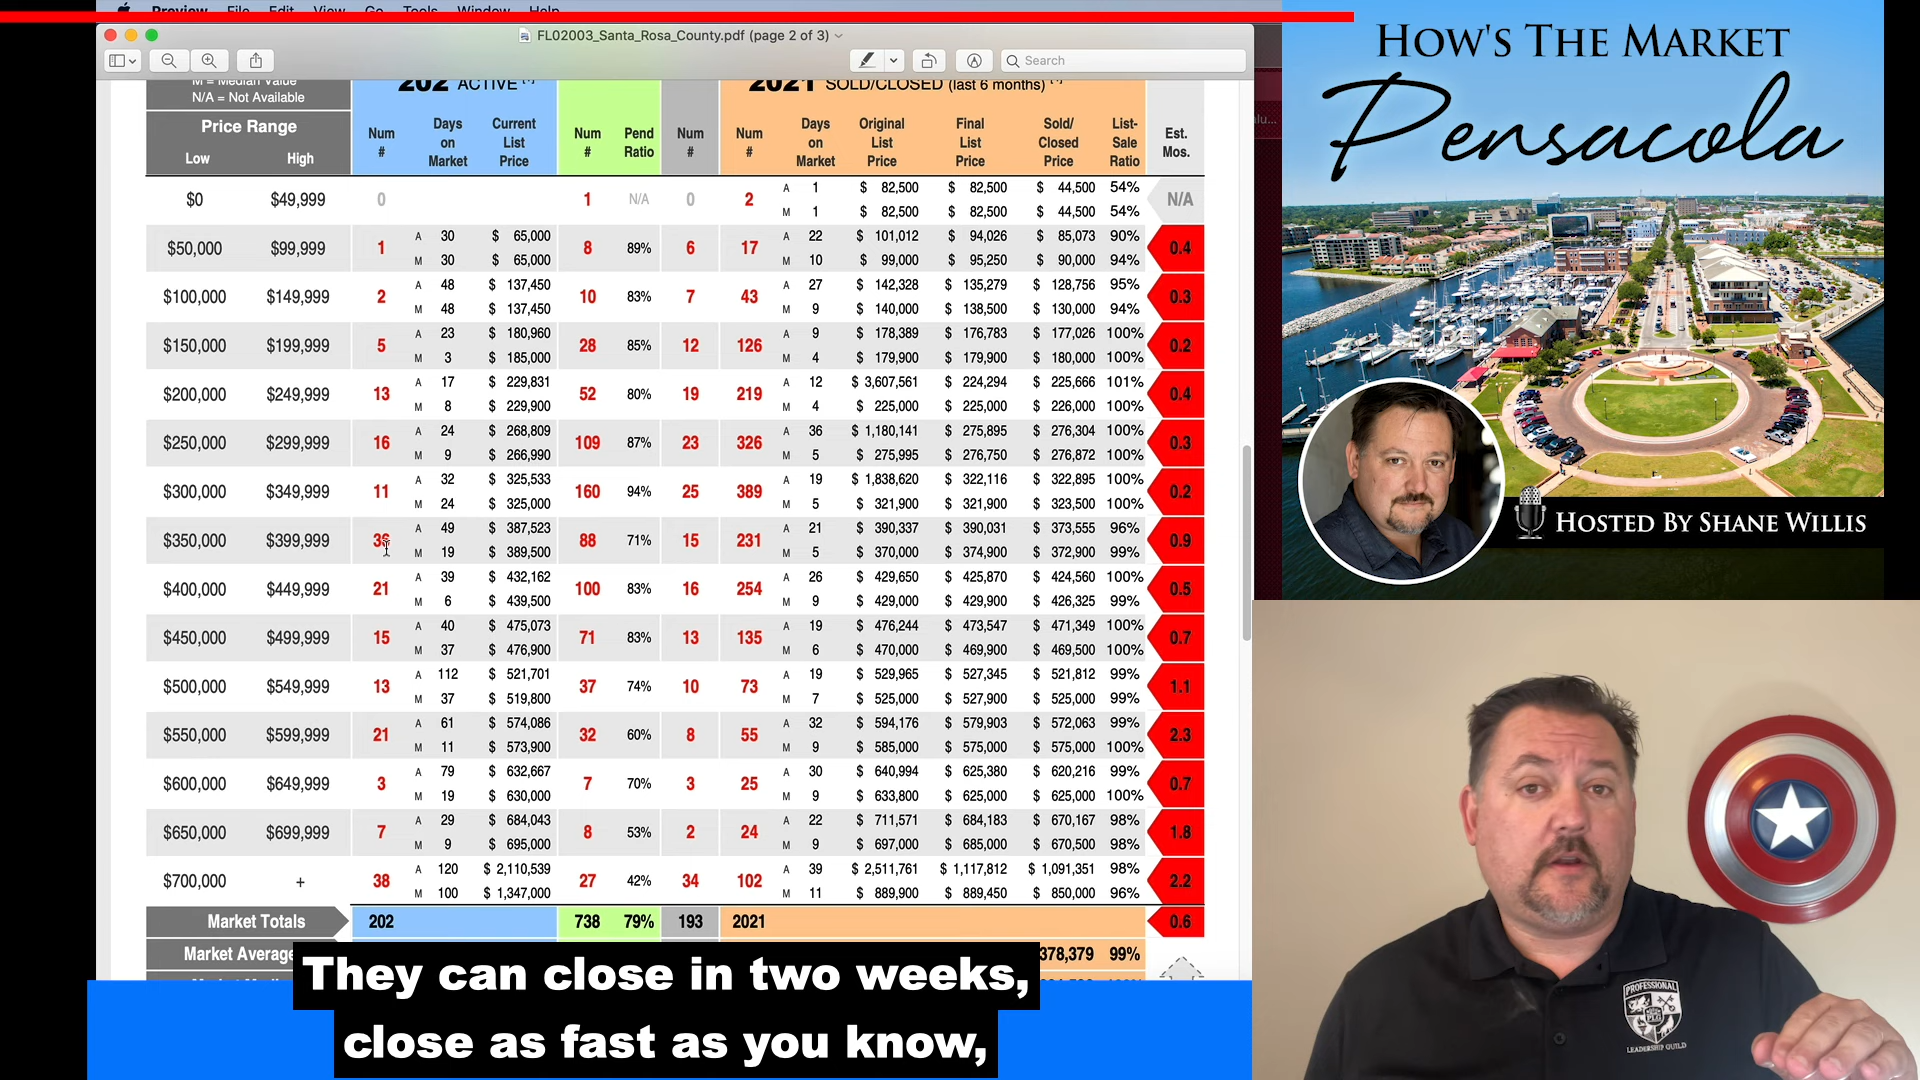 Preview File Edit View Go Tools Window Help
FL02003_Santa_Rosa_County.pdf (page 2 of 3)
Search
M = Median Value
N/A = Not Available
202 ACTIVE
2021 SOLD/CLOSED (last 6 months)
Price Range
Low High
Num # Days on Market Current List Price Num # Pend Ratio Num # Num # Days on Market Original List Price Final List Price Sold/Closed Price List-Sale Ratio Est. Mos.
$0 $49,999 0 1 N/A 0 2 A 1 $ 82,500 $ 82,500 $ 44,500 54% N/A
M 1 $ 82,500 $ 82,500 $ 44,500 54%
$50,000 $99,999 1 A 30 $ 65,000 8 89% 6 17 A 22 $ 101,012 $ 94,026 $ 85,073 90% 0.4
M 30 $ 65,000 M 10 $ 99,000 $ 95,250 $ 90,000 94%
$100,000 $149,999 2 A 48 $ 137,450 10 83% 7 43 A 27 $ 142,328 $ 135,279 $ 128,756 95% 0.3
M 48 $ 137,450 M 9 $ 140,000 $ 138,500 $ 130,000 94%
$150,000 $199,999 5 A 23 $ 180,960 28 85% 12 126 A 9 $ 178,389 $ 176,783 $ 177,026 100% 0.2
M 3 $ 185,000 M 4 $ 179,900 $ 179,900 $ 180,000 100%
$200,000 $249,999 13 A 17 $ 229,831 52 80% 19 219 A 12 $ 3,607,561 $ 224,294 $ 225,666 101% 0.4
M 8 $ 229,900 M 4 $ 225,000 $ 225,000 $ 226,000 100%
$250,000 $299,999 16 A 24 $ 268,809 109 87% 23 326 A 36 $ 1,180,141 $ 275,895 $ 276,304 100% 0.3
M 9 $ 266,990 M 5 $ 275,995 $ 276,750 $ 276,872 100%
$300,000 $349,999 11 A 32 $ 325,533 160 94% 25 389 A 19 $ 1,838,620 $ 322,116 $ 322,895 100% 0.2
M 24 $ 325,000 M 5 $ 321,900 $ 321,900 $ 323,500 100%
$350,000 $399,999 A 49 $ 387,523 88 71% 15 231 A 21 $ 390,337 $ 390,031 $ 373,555 96% 0.9
M 19 $ 389,500 M 5 $ 370,000 $ 374,900 $ 372,900 99%
$400,000 $449,999 21 A 39 $ 432,162 100 83% 16 254 A 26 $ 429,650 $ 425,870 $ 424,560 100% 0.5
M 6 $ 439,500 M 9 $ 429,000 $ 429,900 $ 426,325 99%
$450,000 $499,999 15 A 40 $ 475,073 71 83% 13 135 A 19 $ 476,244 $ 473,547 $ 471,349 100% 0.7
M 37 $ 476,900 M 6 $ 470,000 $ 469,900 $ 469,500 100%
$500,000 $549,999 13 A 112 $ 521,701 37 74% 10 73 A 19 $ 529,965 $ 527,345 $ 521,812 99% 1.1
M 37 $ 519,800 M 7 $ 525,000 $ 527,900 $ 525,000 99%
$550,000 $599,999 21 A 61 $ 574,086 32 60% 8 55 A 32 $ 594,176 $ 579,903 $ 572,063 99% 2.3
M 11 $ 573,900 M 9 $ 585,000 $ 575,000 $ 575,000 100%
$600,000 $649,999 3 A 79 $ 632,667 7 70% 3 25 A 30 $ 640,994 $ 625,380 $ 620,216 99% 0.7
M 19 $ 630,000 M 9 $ 633,800 $ 625,000 $ 625,000 100%
$650,000 $699,999 7 A 29 $ 684,043 8 53% 2 24 A 22 $ 711,571 $ 684,183 $ 670,167 98% 1.8
M 9 $ 695,000 M 9 $ 697,000 $ 685,000 $ 670,500 98%
$700,000 + 38 A 120 $ 2,110,539 27 42% 34 102 A 39 $ 2,511,761 $ 1,117,812 $ 1,091,351 98% 2.2
M 100 $ 1,347,000 M 11 $ 889,900 $ 889,450 $ 850,000 96%
Market Totals 202 738 79% 193 2021 0.6
Market Average 378,379 99%
They can close in two weeks,
close as fast as you know,
HOW'S THE MARKET
Pensacola
HOSTED BY SHANE WILLIS
PROFESSIONAL
LEADERSHIP GUILD